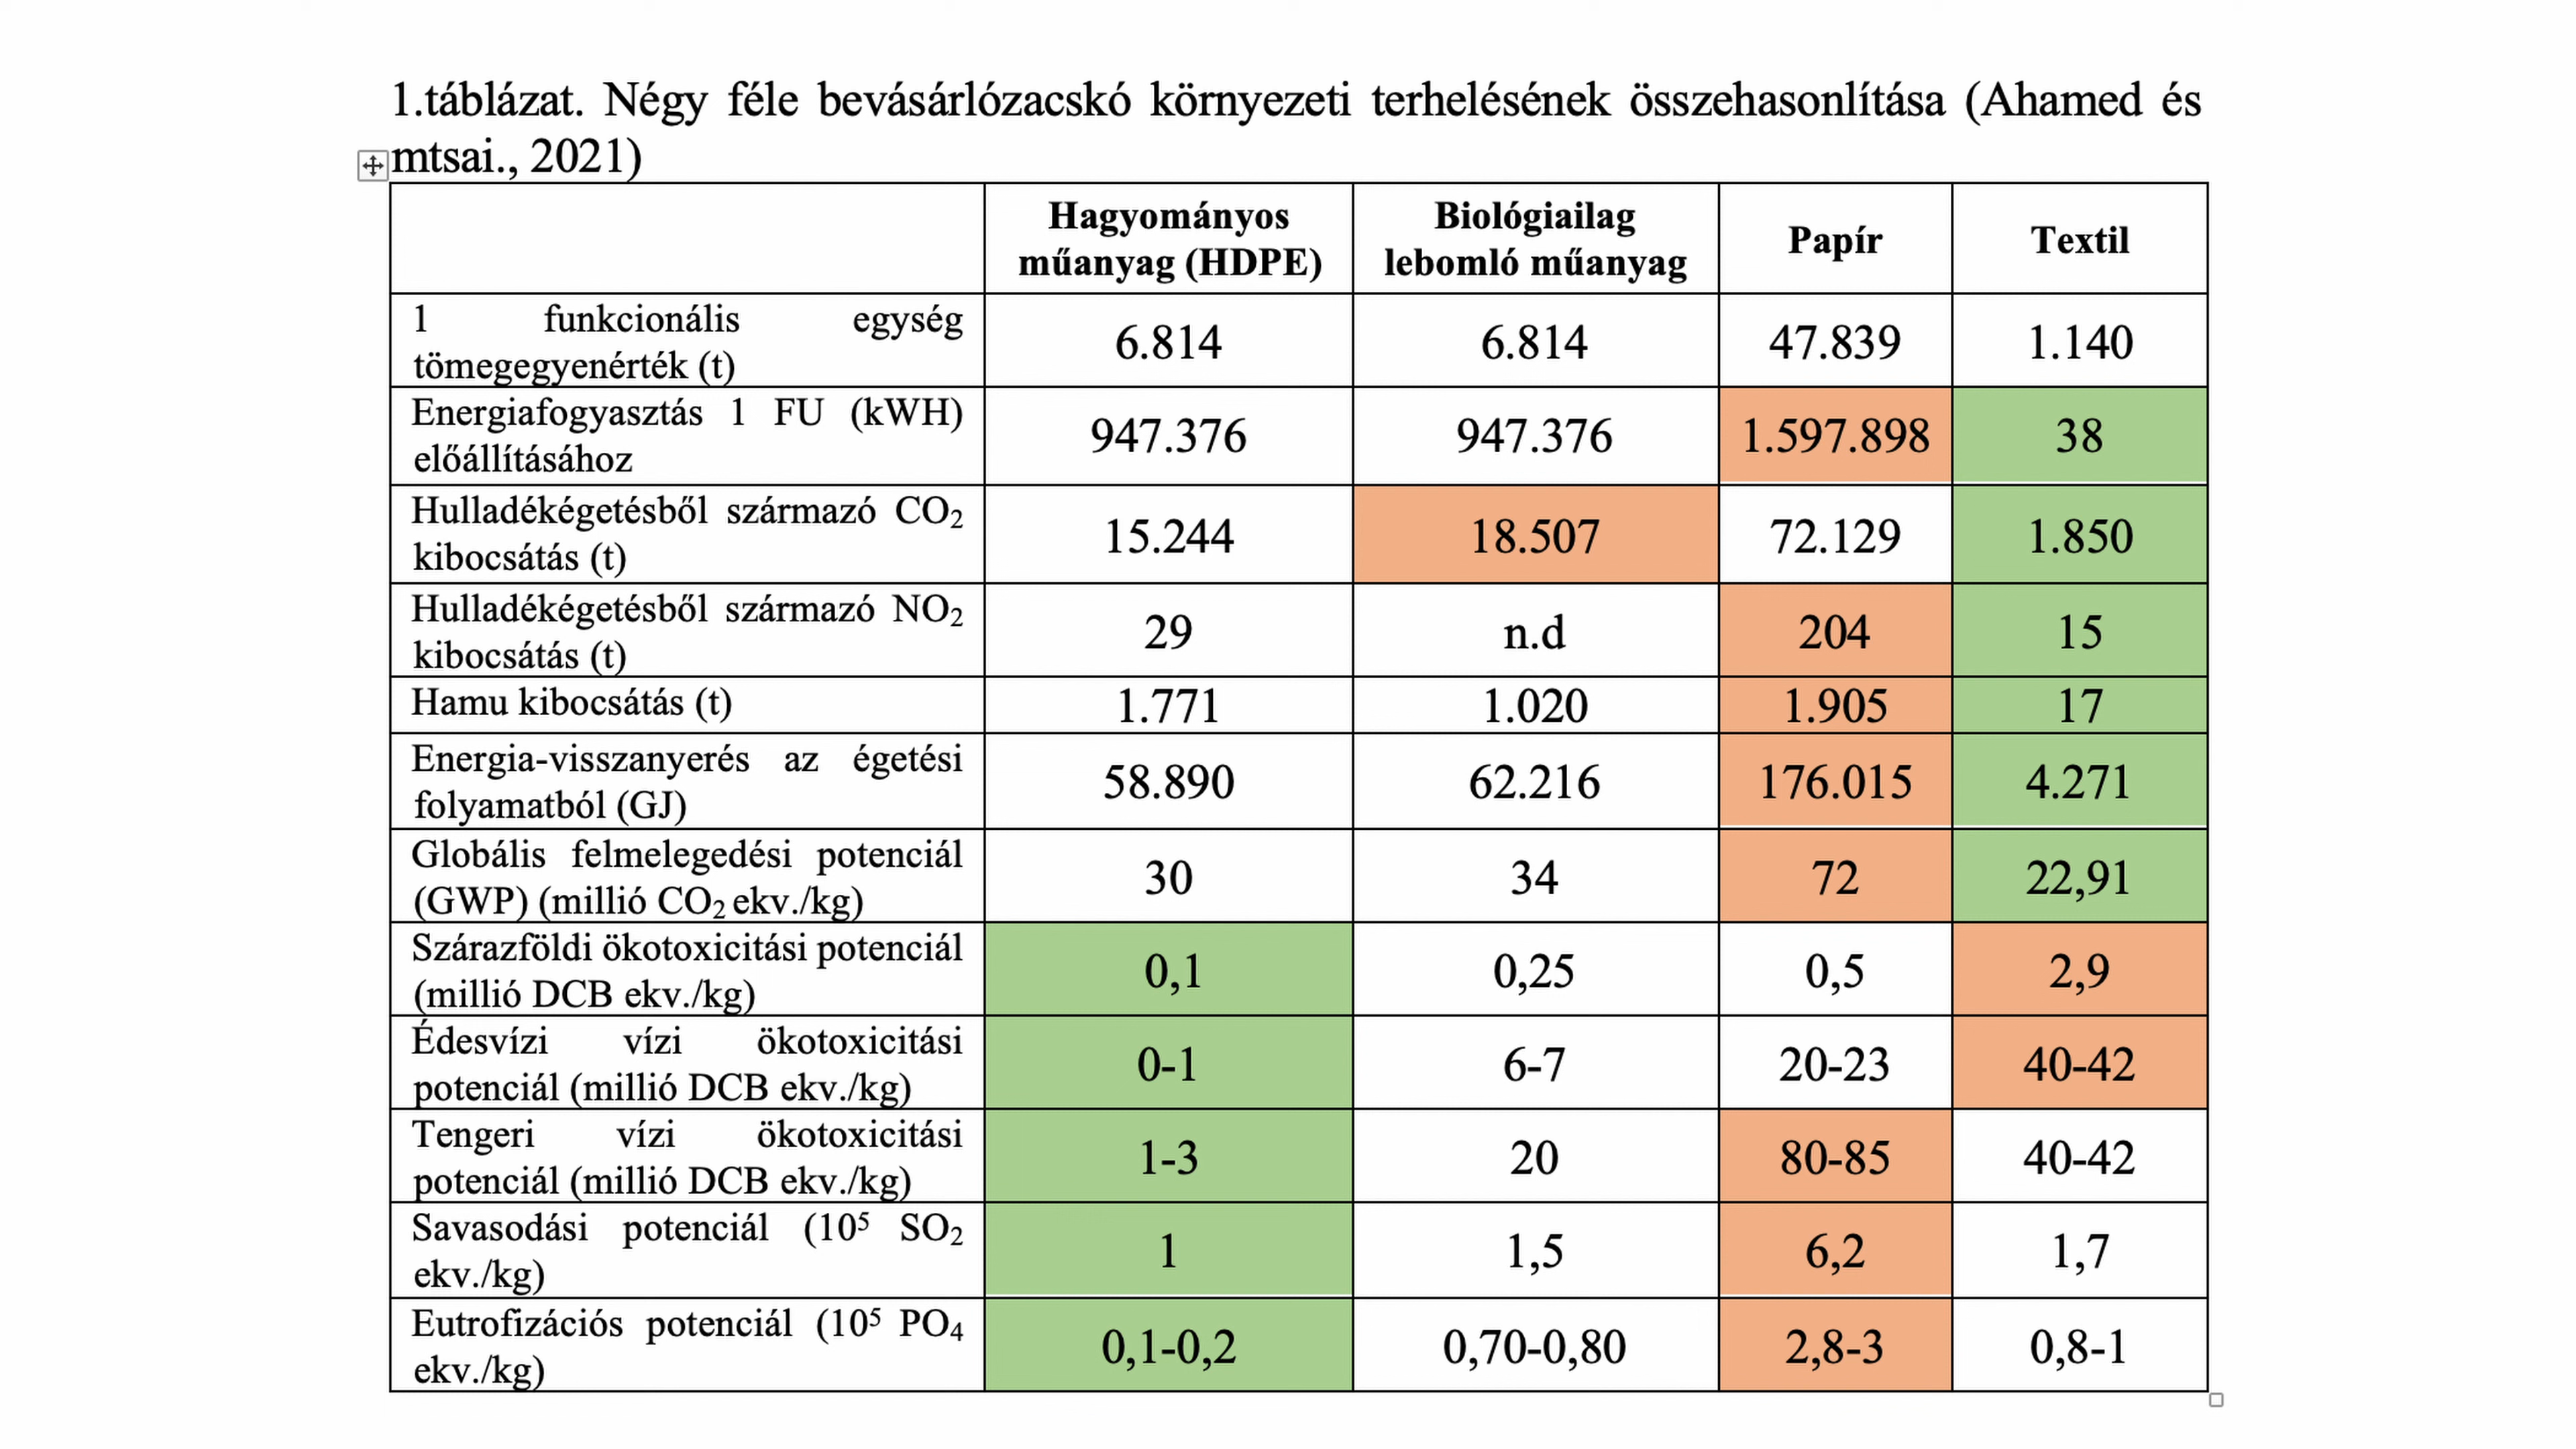 1.táblázat. Négy féle bevásárlózacskó környezeti terhelésének összehasonlítása (Ahamed és
mtsai., 2021)
Hagyományos
műanyag (HDPE)
Biológiailag
lebomló műanyag
Papír
Textil
1 funkcionális egység
tömegegyenérték (t)
6.814
6.814
47.839
1.140
Energiafogyasztás 1 FU (kWH)
előállításához
947.376
947.376
1.597.898
38
Hulladékégetésből származó CO₂
kibocsátás (t)
15.244
18.507
72.129
1.850
Hulladékégetésből származó NO₂
kibocsátás (t)
29
n.d
204
15
Hamu kibocsátás (t)
1.771
1.020
1.905
17
Energia-visszanyerés az égetési
folyamatból (GJ)
58.890
62.216
176.015
4.271
Globális felmelegedési potenciál
(GWP) (millió CO₂ ekv./kg)
30
34
72
22,91
Szárazföldi ökotoxicitási potenciál
(millió DCB ekv./kg)
0,1
0,25
0,5
2,9
Édesvízi vízi ökotoxicitási
potenciál (millió DCB ekv./kg)
0-1
6-7
20-23
40-42
Tengeri vízi ökotoxicitási
potenciál (millió DCB ekv./kg)
1-3
20
80-85
40-42
Savasodási potenciál (10⁵ SO₂
ekv./kg)
1
1,5
6,2
1,7
Eutrofizációs potenciál (10⁵ PO₄
ekv./kg)
0,1-0,2
0,70-0,80
2,8-3
0,8-1